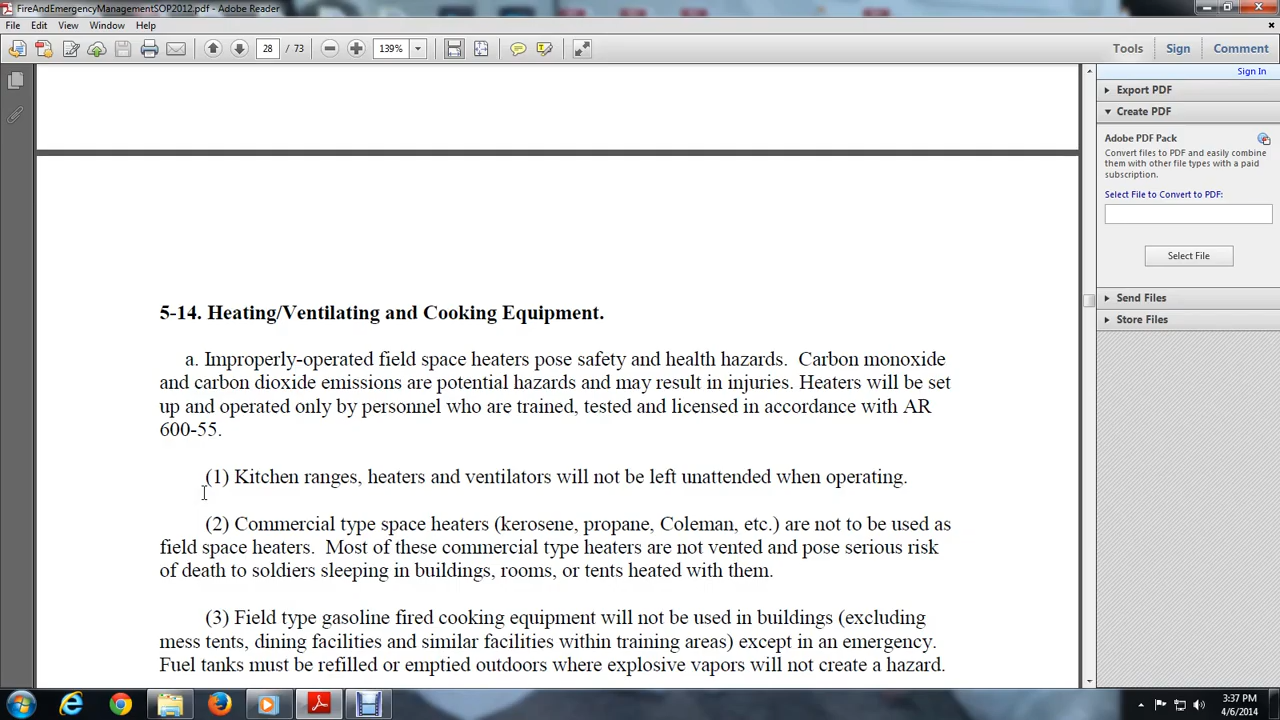 FireAndEmergencyManagementSOP2012.pdf - Adobe Reader
File Edit View Window Help
28 / 73 139% Tools Sign Comment
Sign In
Export PDF
Create PDF
Adobe PDF Pack
Convert files to PDF and easily combine
them with other file types with a paid
subscription.
Select File to Convert to PDF:
Select File
Send Files
Store Files
5-14. Heating/Ventilating and Cooking Equipment.
a. Improperly-operated field space heaters pose safety and health hazards. Carbon monoxide
and carbon dioxide emissions are potential hazards and may result in injuries. Heaters will be set
up and operated only by personnel who are trained, tested and licensed in accordance with AR
600-55.
(1) Kitchen ranges, heaters and ventilators will not be left unattended when operating.
(2) Commercial type space heaters (kerosene, propane, Coleman, etc.) are not to be used as
field space heaters. Most of these commercial type heaters are not vented and pose serious risk
of death to soldiers sleeping in buildings, rooms, or tents heated with them.
(3) Field type gasoline fired cooking equipment will not be used in buildings (excluding
mess tents, dining facilities and similar facilities within training areas) except in an emergency.
Fuel tanks must be refilled or emptied outdoors where explosive vapors will not create a hazard.
3:37 PM
4/6/2014